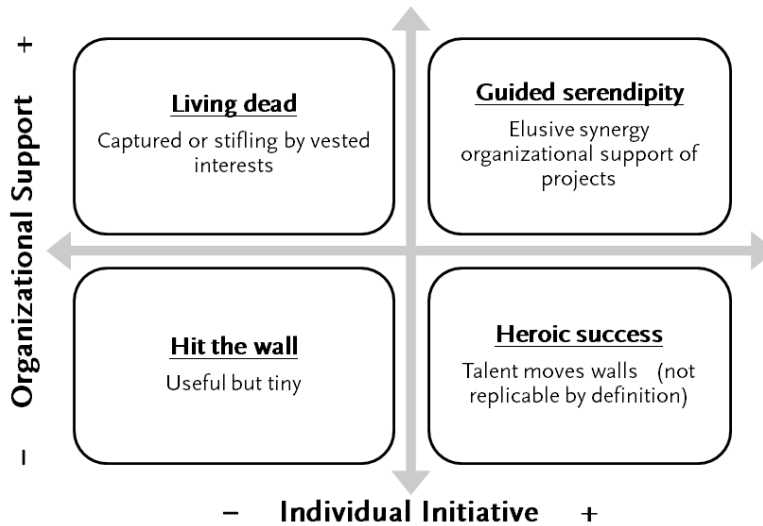 +
Organizational Support
–
Living dead
Captured or stifling by vested
interests
Guided serendipity
Elusive synergy
organizational support of
projects
Hit the wall
Useful but tiny
Heroic success
Talent moves walls (not
replicable by definition)
– Individual Initiative +